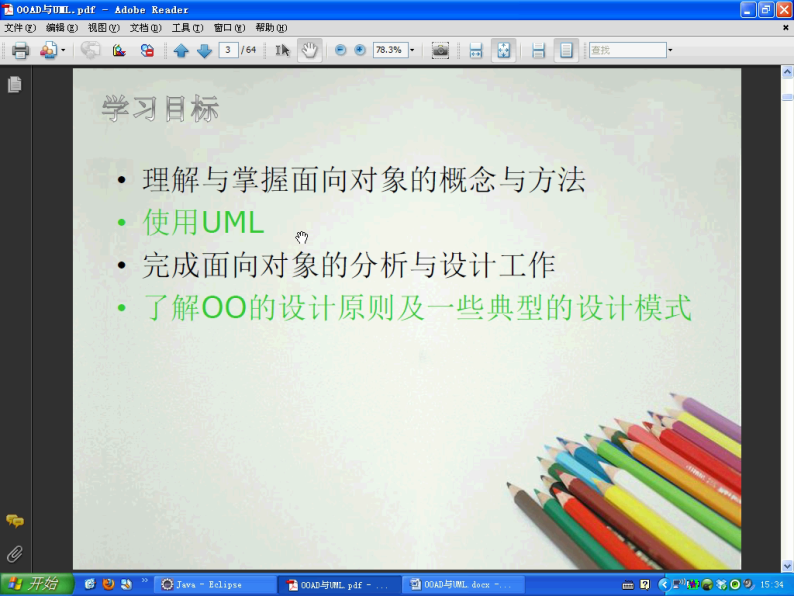 OOAD与UML.pdf - Adobe Reader
文件(F) 编辑(E) 视图(V) 文档(D) 工具(T) 窗口(W) 帮助(H)
3 / 64 78.3% 查找
学习目标
• 理解与掌握面向对象的概念与方法
• 使用UML
• 完成面向对象的分析与设计工作
• 了解OO的设计原则及一些典型的设计模式
开始 Java - Eclipse OOAD与UML.pdf - ... OOAD与UML.docx -... 15:34